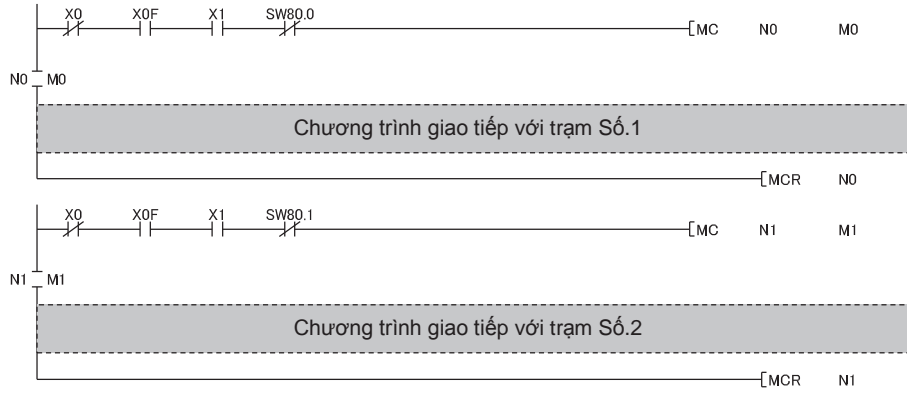 X0 X0F X1 SW80.0
[MC N0 M0
N0 M0
Chương trình giao tiếp với trạm Số.1
[MCR N0
X0 X0F X1 SW80.1
[MC N1 M1
N1 M1
Chương trình giao tiếp với trạm Số.2
[MCR N1